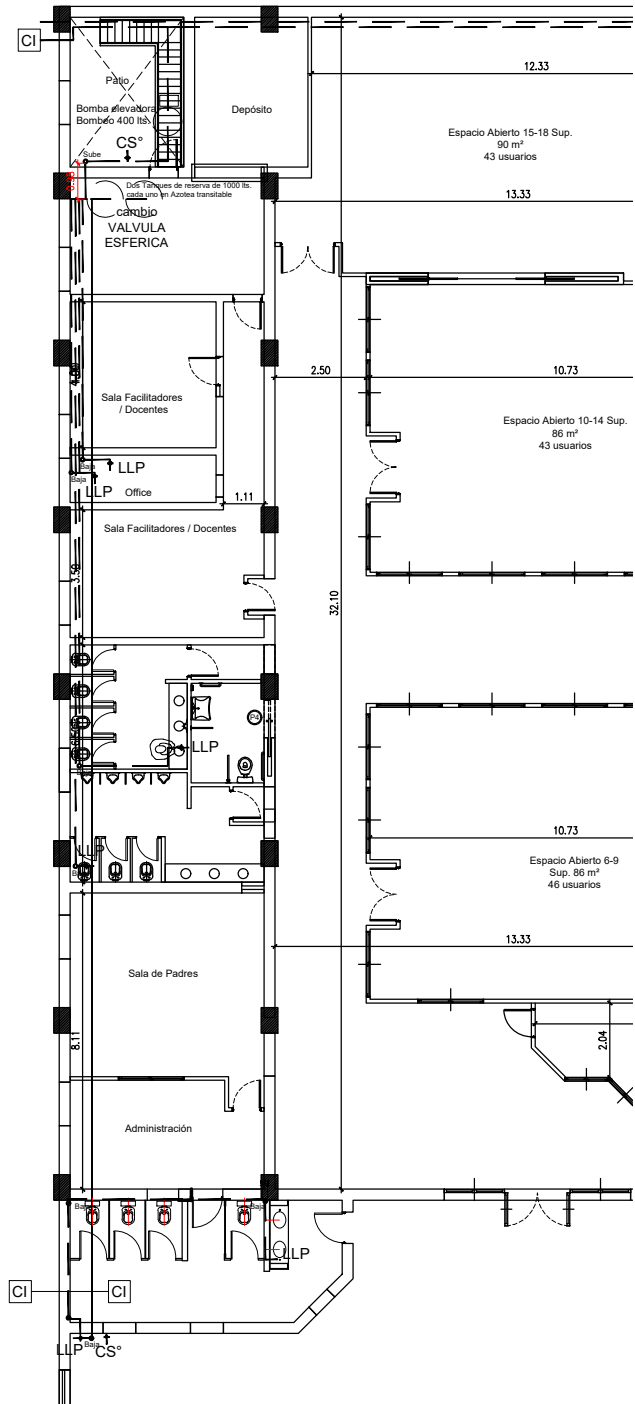 CI
12.33
Patio
Bomba elevadora
Bombeo 400 lts.
Depósito
Espacio Abierto 15-18 Sup.
90 m²
43 usuarios
CS°
Sube
Dos Tanques de reserva de 1000 lts.
cada uno en Azotea transitable
13.33
cambio
VALVULA
ESFERICA
2.50
10.73
Sala Facilitadores
/ Docentes
Espacio Abierto 10-14 Sup.
86 m²
43 usuarios
Baja
LLP
Baja
LLP
Office
1.11
Sala Facilitadores / Docentes
3.50
32.10
P4
LLP
LLP
10.73
Espacio Abierto 6-9
Sup. 86 m²
46 usuarios
13.33
Sala de Padres
8.11
2.04
Administración
Baja
Baja
LLP
CI
CI
LLP
Baja
CS°